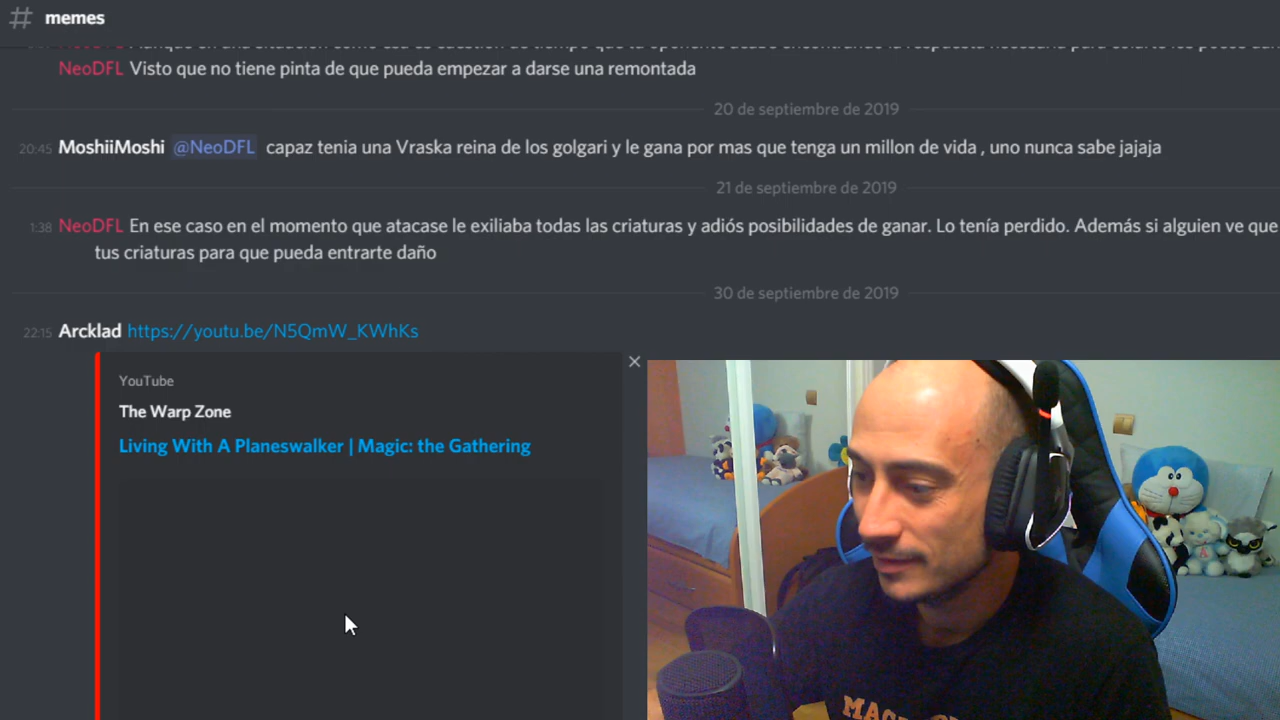 # memes
NeoDFL Visto que no tiene pinta de que pueda empezar a darse una remontada
20 de septiembre de 2019
20:45 MoshiiMoshi @NeoDFL capaz tenia una Vraska reina de los golgari y le gana por mas que tenga un millon de vida , uno nunca sabe jajaja
21 de septiembre de 2019
1:38 NeoDFL En ese caso en el momento que atacase le exiliaba todas las criaturas y adiós posibilidades de ganar. Lo tenía perdido. Además si alguien ve que
tus criaturas para que pueda entrarte daño
30 de septiembre de 2019
22:15 Arcklad https://youtu.be/N5QmW_KWhKs
YouTube
The Warp Zone
Living With A Planeswalker | Magic: the Gathering